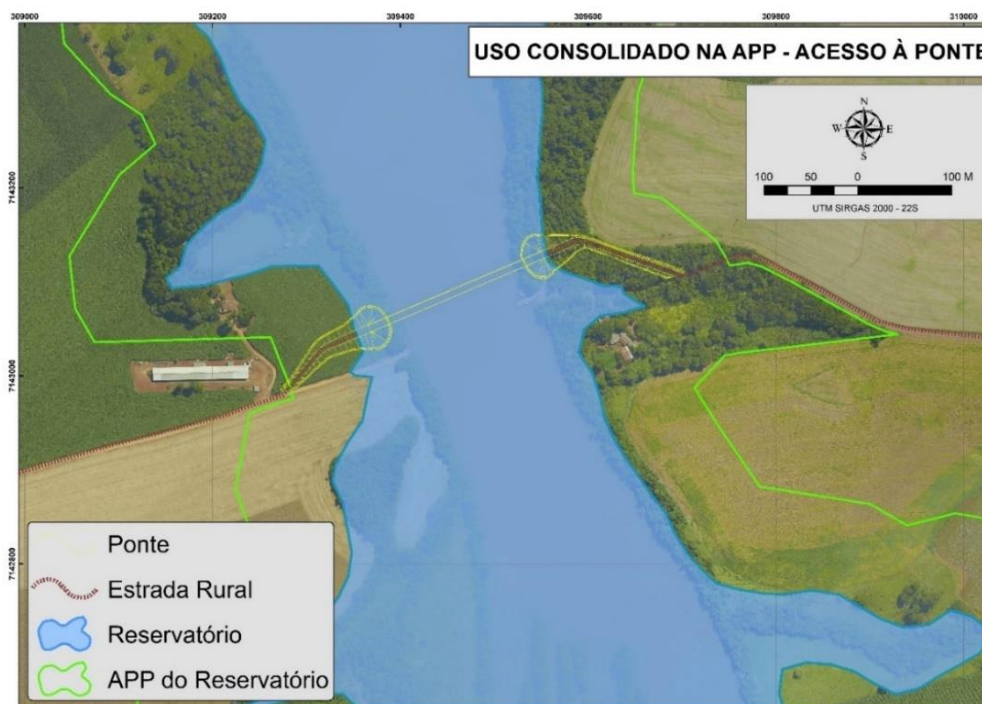 309000 309200 309400 309600 309800 310000
USO CONSOLIDADO NA APP - ACESSO À PONTE
N
W E
S
100 50 0 100 M
UTM SIRGAS 2000 - 22S
7143200
7143000
7142800
Ponte
Estrada Rural
Reservatório
APP do Reservatório